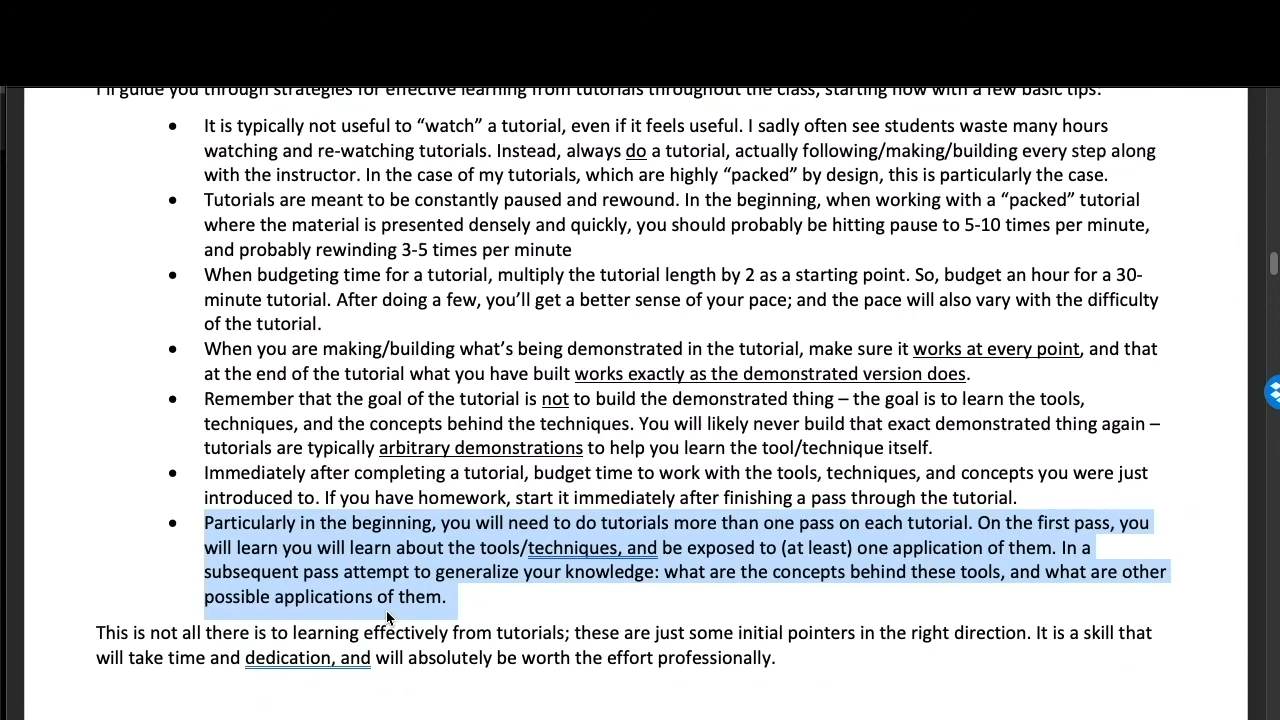 I'll guide you through strategies for effective learning from tutorials throughout the class, starting now with a few basic tips:
• It is typically not useful to “watch” a tutorial, even if it feels useful. I sadly often see students waste many hours
watching and re-watching tutorials. Instead, always do a tutorial, actually following/making/building every step along
with the instructor. In the case of my tutorials, which are highly “packed” by design, this is particularly the case.
• Tutorials are meant to be constantly paused and rewound. In the beginning, when working with a “packed” tutorial
where the material is presented densely and quickly, you should probably be hitting pause to 5-10 times per minute,
and probably rewinding 3-5 times per minute
• When budgeting time for a tutorial, multiply the tutorial length by 2 as a starting point. So, budget an hour for a 30-
minute tutorial. After doing a few, you’ll get a better sense of your pace; and the pace will also vary with the difficulty
of the tutorial.
• When you are making/building what’s being demonstrated in the tutorial, make sure it works at every point, and that
at the end of the tutorial what you have built works exactly as the demonstrated version does.
• Remember that the goal of the tutorial is not to build the demonstrated thing – the goal is to learn the tools,
techniques, and the concepts behind the techniques. You will likely never build that exact demonstrated thing again –
tutorials are typically arbitrary demonstrations to help you learn the tool/technique itself.
• Immediately after completing a tutorial, budget time to work with the tools, techniques, and concepts you were just
introduced to. If you have homework, start it immediately after finishing a pass through the tutorial.
• Particularly in the beginning, you will need to do tutorials more than one pass on each tutorial. On the first pass, you
will learn you will learn about the tools/techniques, and be exposed to (at least) one application of them. In a
subsequent pass attempt to generalize your knowledge: what are the concepts behind these tools, and what are other
possible applications of them.
This is not all there is to learning effectively from tutorials; these are just some initial pointers in the right direction. It is a skill that
will take time and dedication, and will absolutely be worth the effort professionally.